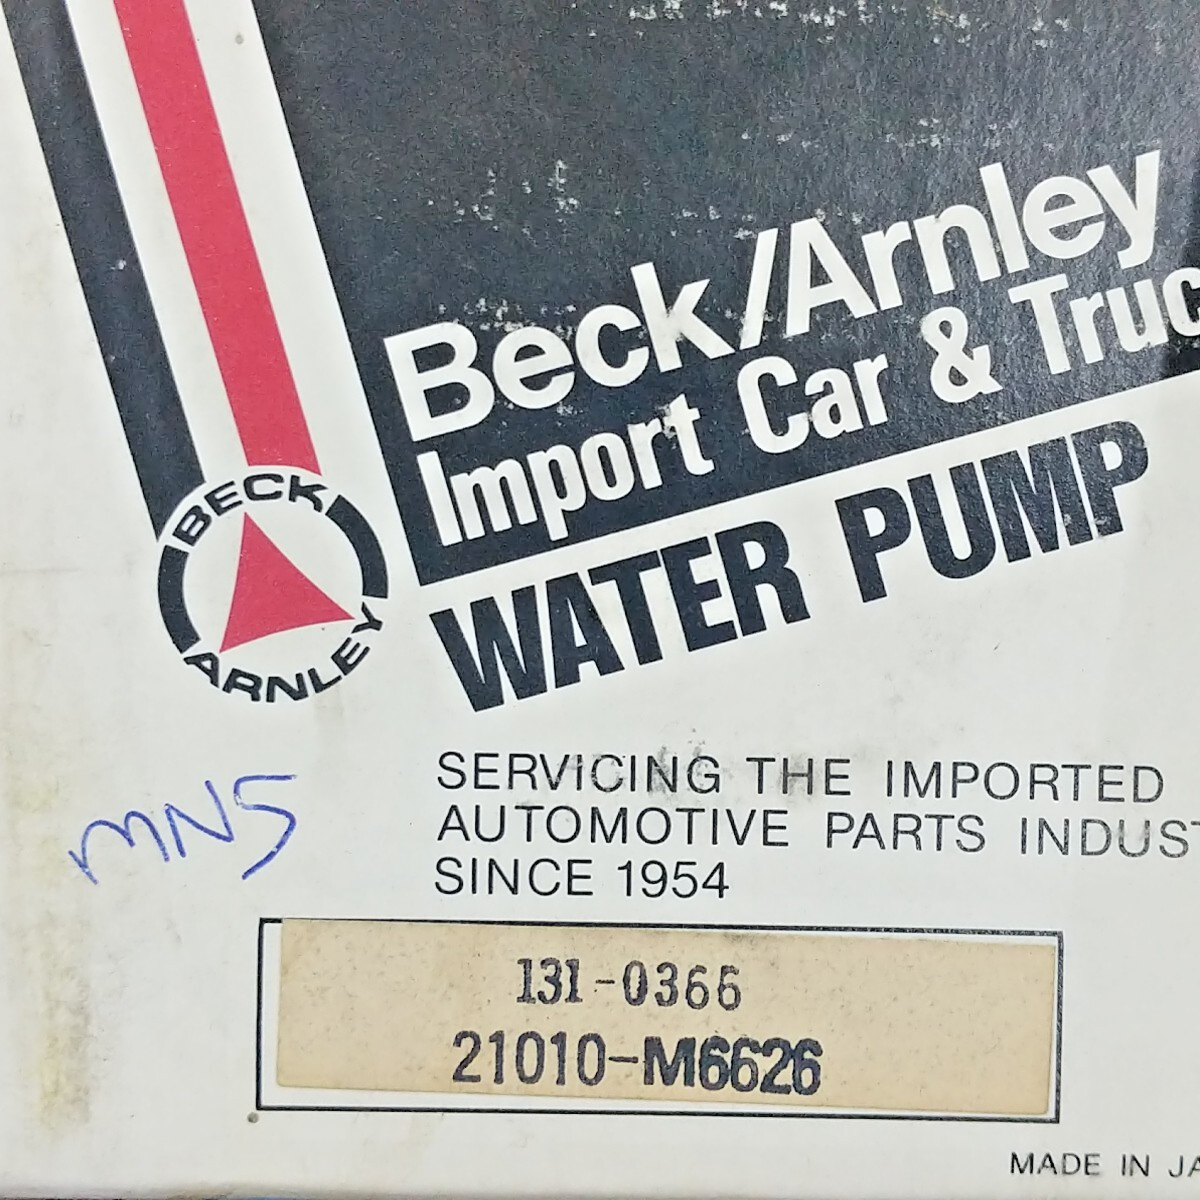 Beck/Arnley
Import Car & Truc
WATER PUMP
BECK
ARNLEY
SERVICING THE IMPORTED
AUTOMOTIVE PARTS INDUST
SINCE 1954
MN5
131-0366
21010-M6626
MADE IN JA